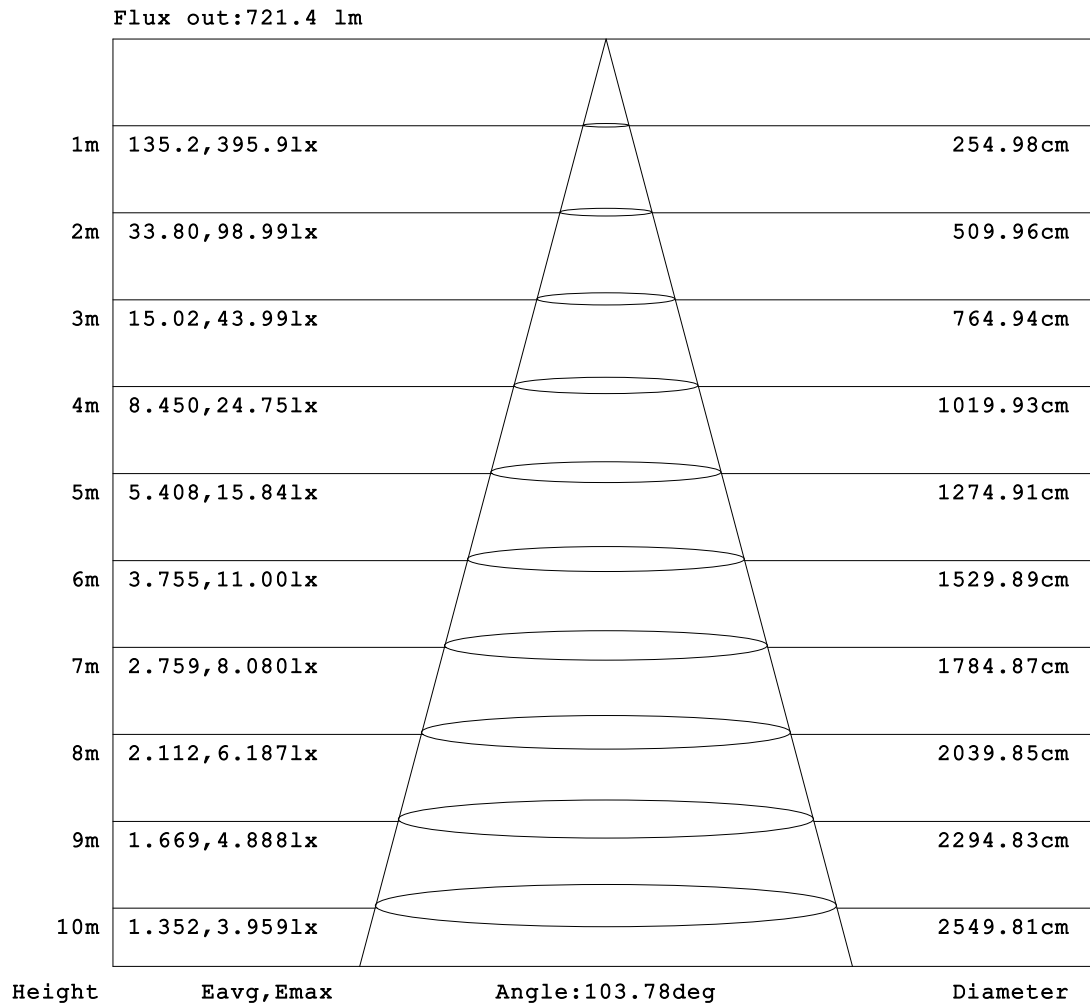 Flux out:721.4 lm
1m 135.2,395.9lx 254.98cm
2m 33.80,98.99lx 509.96cm
3m 15.02,43.99lx 764.94cm
4m 8.450,24.75lx 1019.93cm
5m 5.408,15.84lx 1274.91cm
6m 3.755,11.00lx 1529.89cm
7m 2.759,8.080lx 1784.87cm
8m 2.112,6.187lx 2039.85cm
9m 1.669,4.888lx 2294.83cm
10m 1.352,3.959lx 2549.81cm
Height Eavg,Emax Angle:103.78deg Diameter